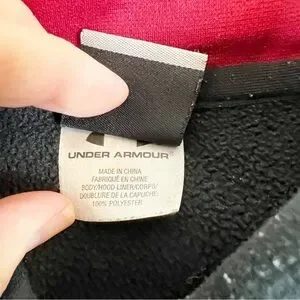 UNDER ARMOUR
MADE IN CHINA
FABRIQUÉ EN CHINE
BODY/HOOD LINER/CORPS/
DOUBLURE DE LA CAPUCHE:
100% POLYESTER